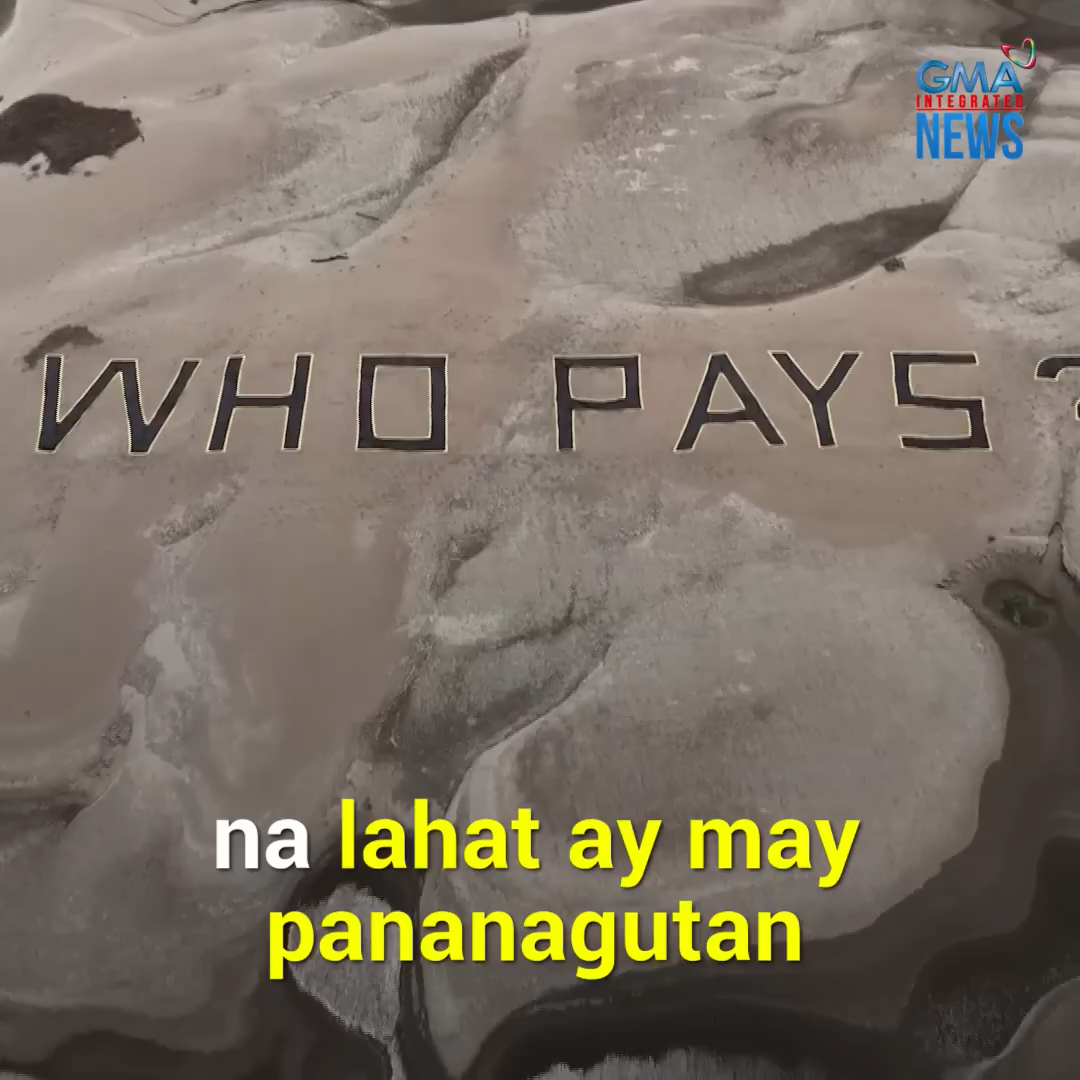 GMA
INTEGRATED
NEWS
WHO PAYS?
na lahat ay may
pananagutan